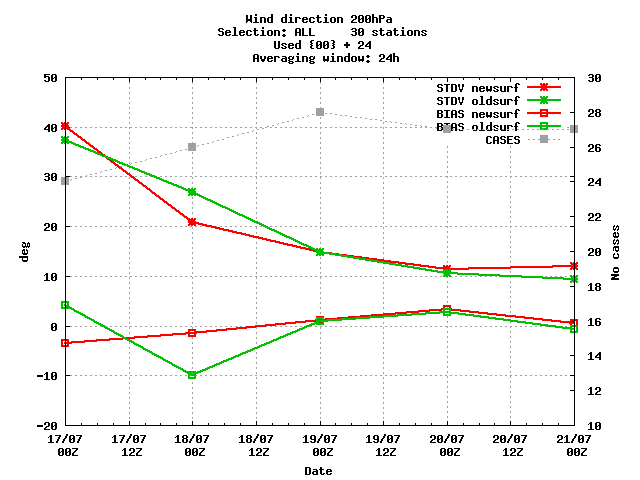 Wind direction 200hPa
Selection: ALL     30 stations
Used {00} + 24
Averaging window: 24h
STDV newsurf
STDV oldsurf
BIAS newsurf
BIAS oldsurf
CASES
50
40
30
20
10
0
-10
-20
deg
30
28
26
24
22
20
18
16
14
12
10
No cases
17/07 17/07 18/07 18/07 19/07 19/07 20/07 20/07 21/07
00Z 12Z 00Z 12Z 00Z 12Z 00Z 12Z 00Z
Date